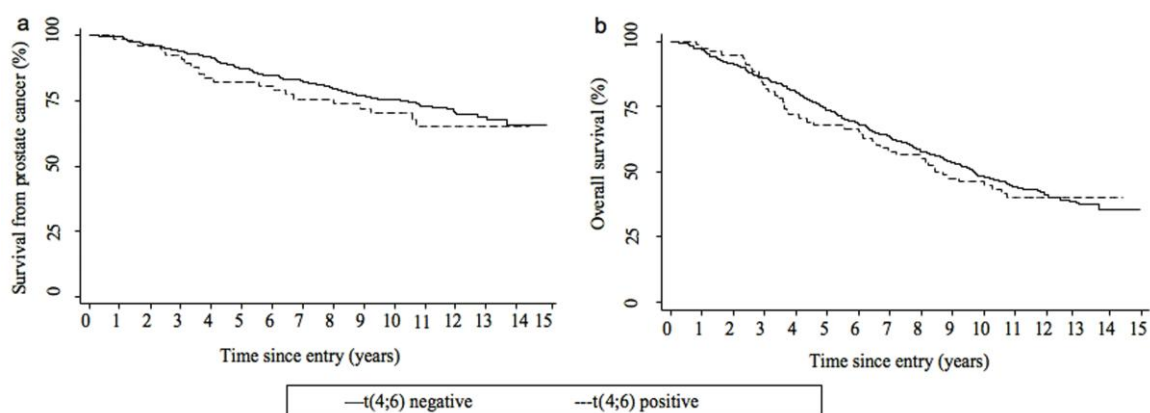 a
Survival from prostate cancer (%)
100
75
50
25
0
0 1 2 3 4 5 6 7 8 9 10 11 12 13 14 15
Time since entry (years)
b
Overall survival (%)
100
75
50
25
0
0 1 2 3 4 5 6 7 8 9 10 11 12 13 14 15
Time since entry (years)
t(4;6) negative t(4;6) positive